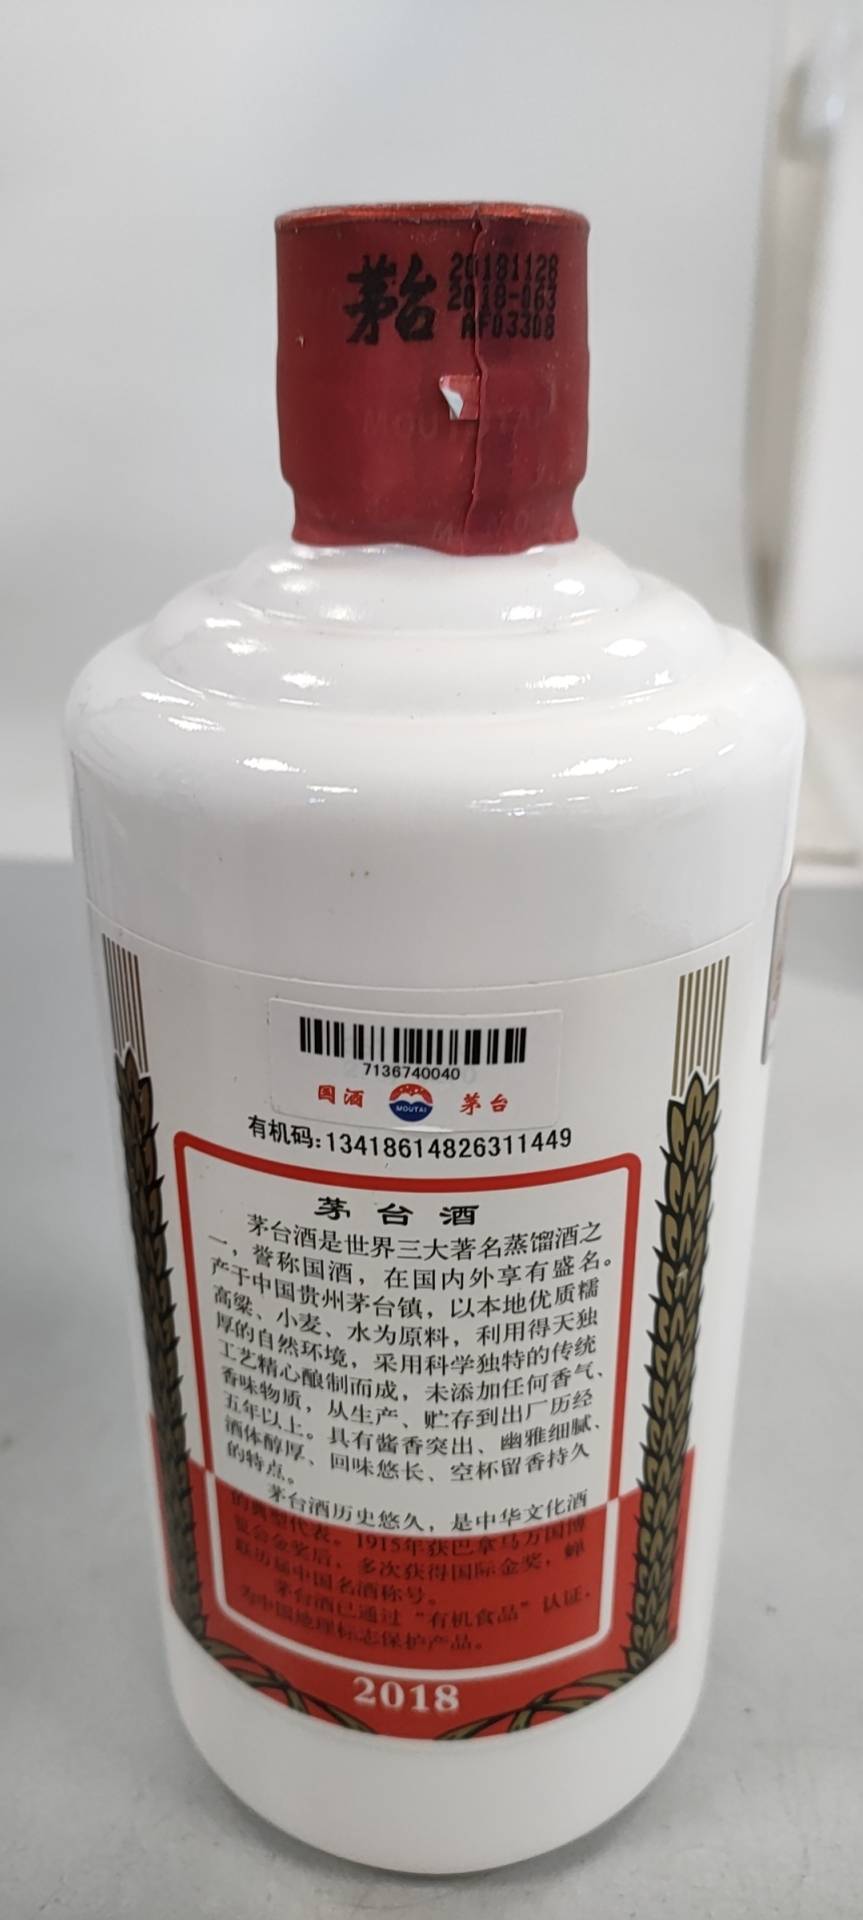 茅台
20181128
2018-063
AF03308
MOUTAI
7136740040
国酒
MOUTAI
茅台
有机码:13418614826311449
茅台酒
茅台酒是世界三大著名蒸馏酒之
一，誉称国酒，在国内外享有盛名。
产于中国贵州茅台镇，以本地优质糯
高粱、小麦、水为原料，利用得天独
厚的自然环境，采用科学独特的传统
工艺精心酿制而成，未添加任何香气、
香味物质，从生产、贮存到出厂历经
五年以上。具有酱香突出、幽雅细腻、
酒体醇厚、回味悠长、空杯留香持久
的特点。
茅台酒历史悠久，是中华文化酒
的典型代表。1915年获巴拿马万国博
览会金奖后，多次获得国际金奖，蝉
联历届中国名酒称号。
茅台酒已通过“有机食品”认证，
为中国地理标志保护产品。
2018